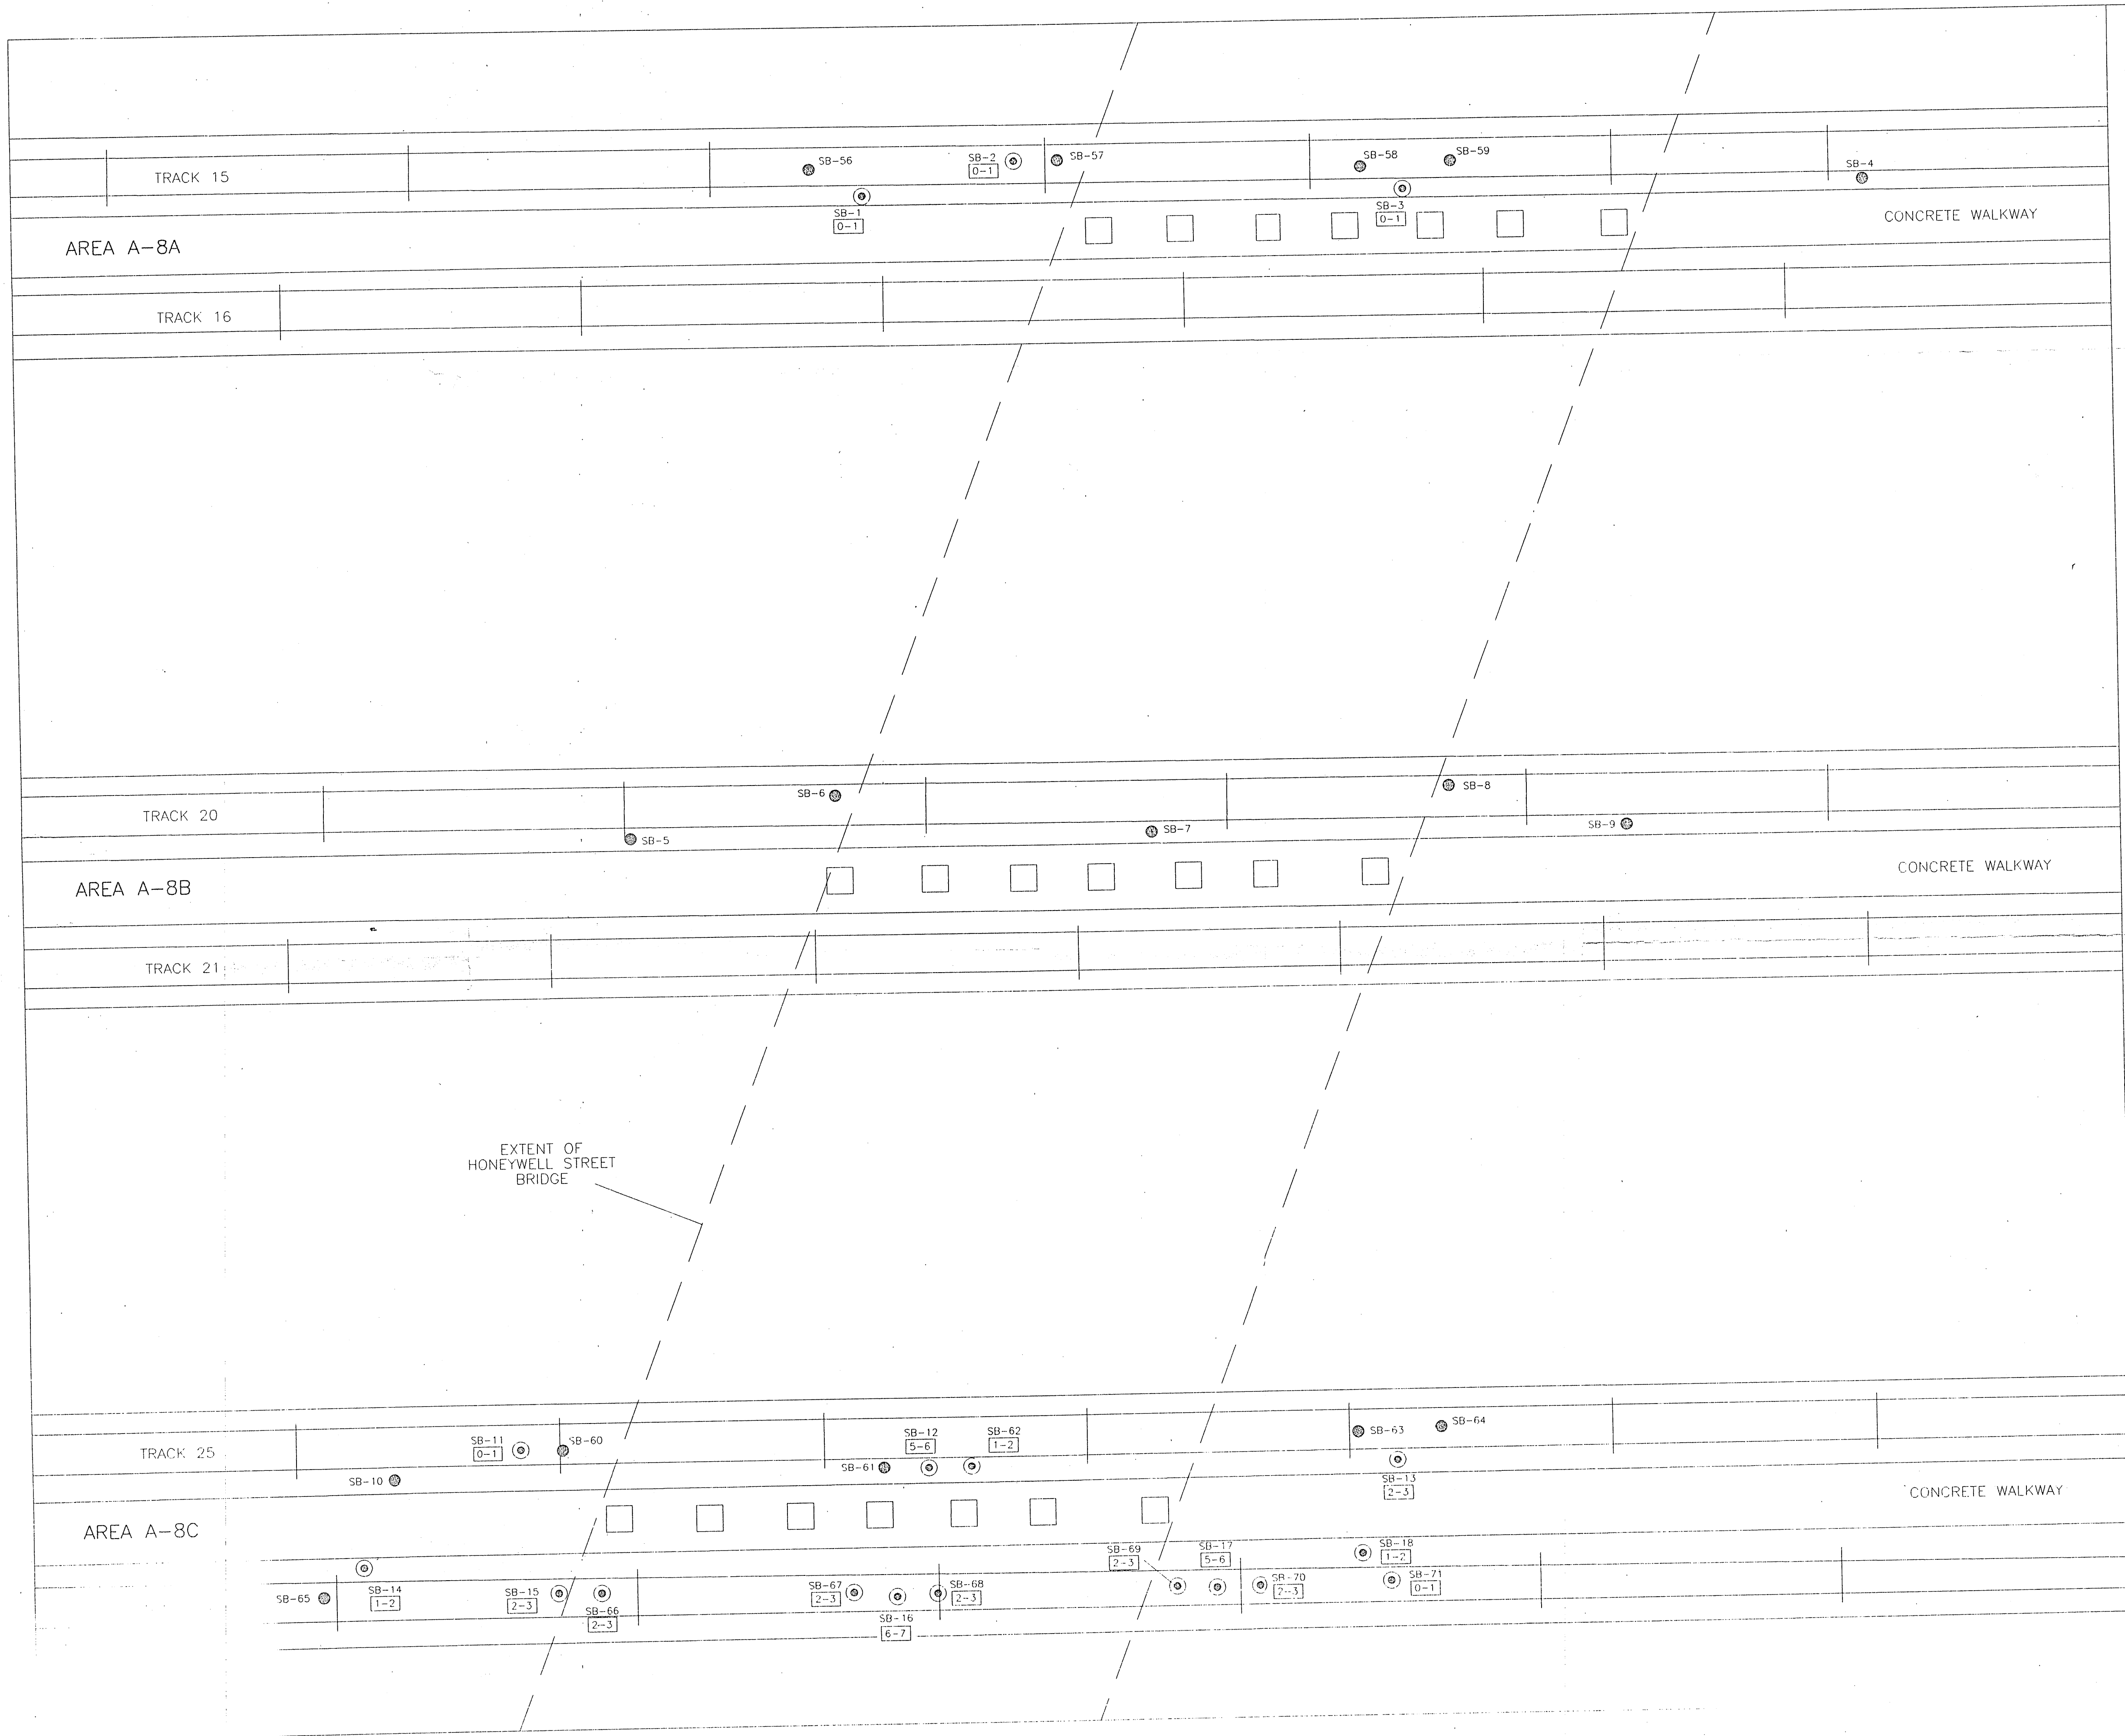 SB-56
SB-2
0-1
SB-57
SB-58
SB-59
SB-4
TRACK 15
SB-1
0-1
SB-3
0-1
CONCRETE WALKWAY
AREA A-8A
TRACK 16
SB-6
SB-8
TRACK 20
SB-5
SB-7
SB-9
AREA A-8B
CONCRETE WALKWAY
TRACK 21
EXTENT OF
HONEYWELL STREET
BRIDGE
TRACK 25
SB-11
0-1
SB-60
SB-12
5-6
SB-62
1-2
SB-63
SB-64
SB-10
SB-61
SB-13
2-3
CONCRETE WALKWAY
AREA A-8C
SB-69
2-3
SB-17
5-6
SB-18
1-2
SB-65
SB-14
1-2
SB-15
2-3
SB-66
2-3
SB-67
2-3
SB-16
6-7
SB-68
2-3
SB-70
2-3
SB-71
0-1